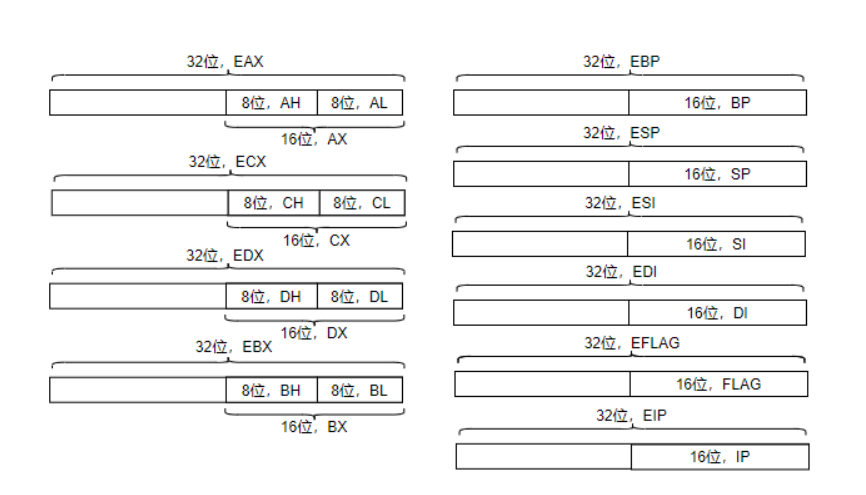 32位，EAX
8位，AH
8位，AL
16位，AX
32位，ECX
8位，CH
8位，CL
16位，CX
32位，EDX
8位，DH
8位，DL
16位，DX
32位，EBX
8位，BH
8位，BL
16位，BX
32位，EBP
16位，BP
32位，ESP
16位，SP
32位，ESI
16位，SI
32位，EDI
16位，DI
32位，EFLAG
16位，FLAG
32位，EIP
16位，IP